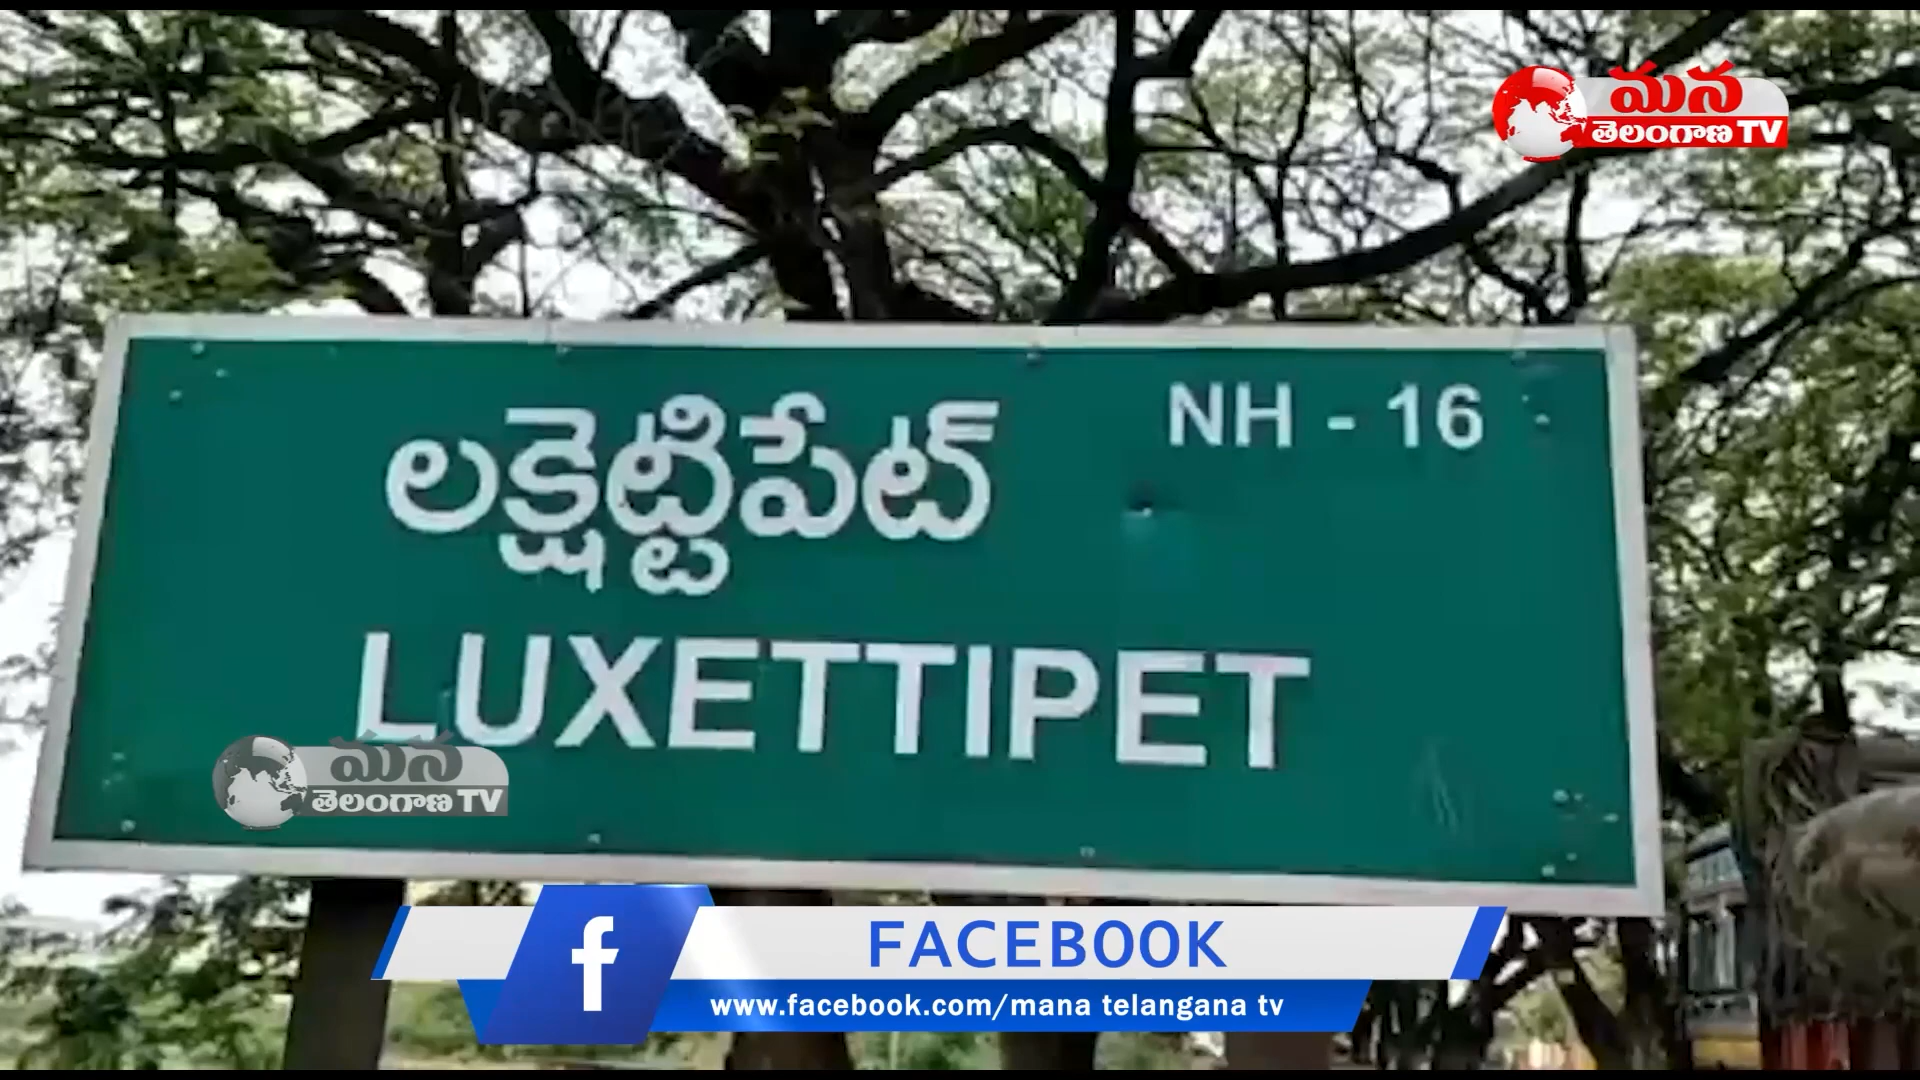 మన
తెలంగాణ TV
NH - 16
లక్షెట్టిపేట్
LUXETTIPET
మన
తెలంగాణ TV
f
FACEBOOK
www.facebook.com/mana telangana tv